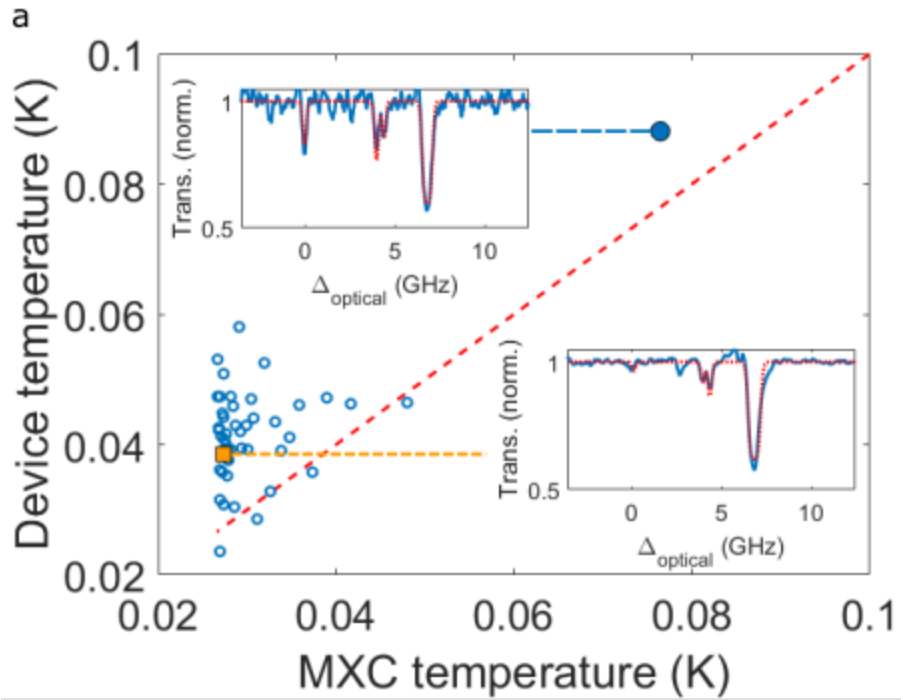 a
0.1
0.08
0.06
0.04
0.02
Device temperature (K)
1
0.5
Trans. (norm.)
0 5 10
Δoptical (GHz)
1
0.5
Trans. (norm.)
0 5 10
Δoptical (GHz)
0.02 0.04 0.06 0.08 0.1
MXC temperature (K)